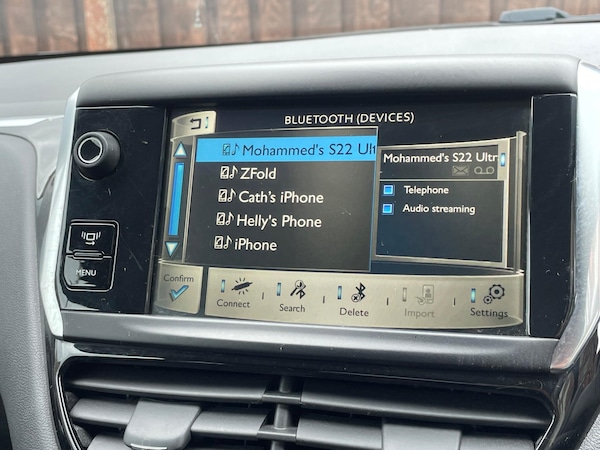 BLUETOOTH (DEVICES)
Mohammed's S22 Ult
ZFold
Cath's iPhone
Helly's Phone
iPhone
Mohammed's S22 Ultr
Telephone
Audio streaming
MENU
Confirm
Connect
Search
Delete
Import
Settings